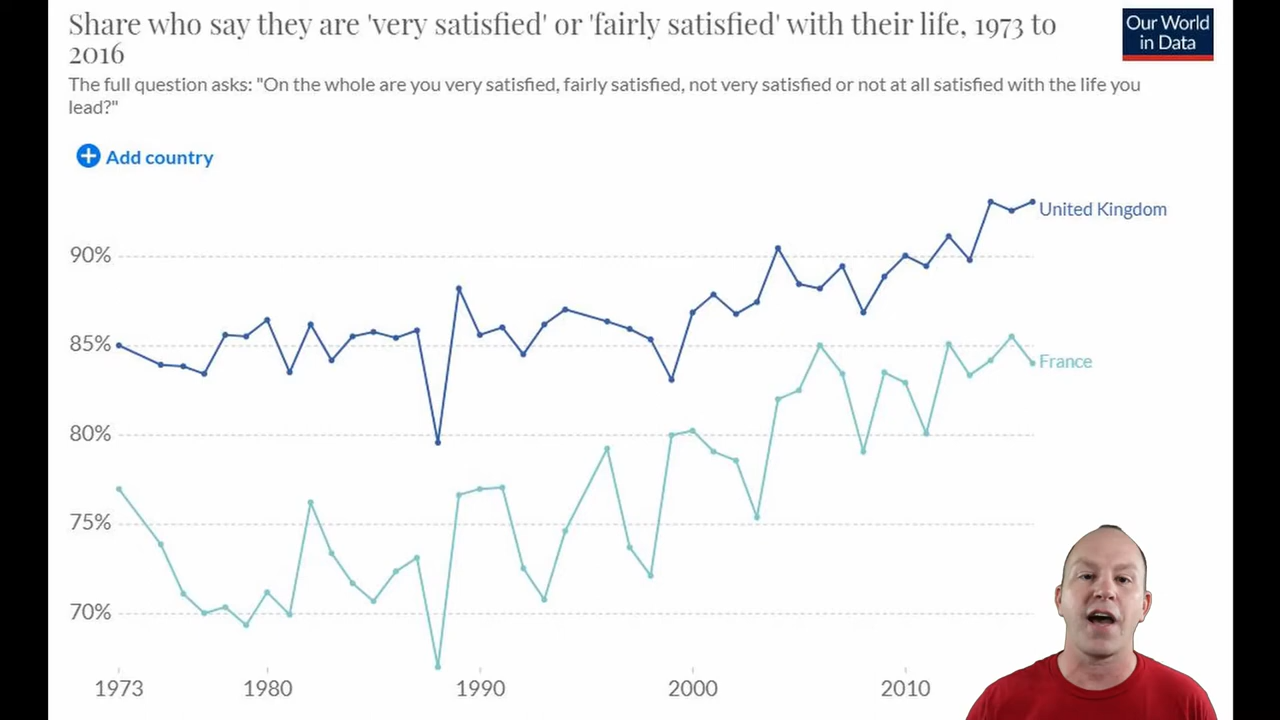 Share who say they are 'very satisfied' or 'fairly satisfied' with their life, 1973 to
2016
Our World
in Data
The full question asks: "On the whole are you very satisfied, fairly satisfied, not very satisfied or not at all satisfied with the life you
lead?"
Add country
United Kingdom
90%
85%
France
80%
75%
70%
1973
1980
1990
2000
2010